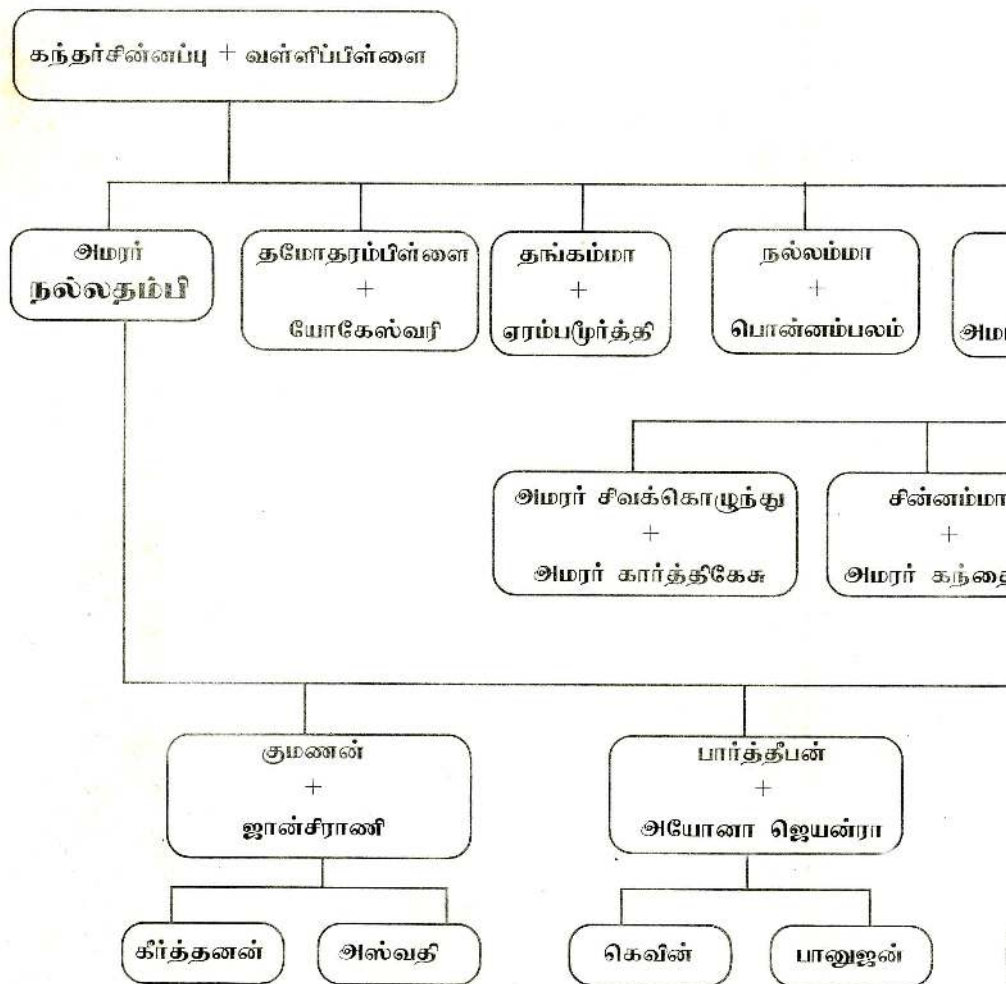 கந்தர்சின்னப்பு + வள்ளிப்பிள்ளை
அமரர்
நல்லதம்பி
தமோதரம்பிள்ளை
+
யோகேஸ்வரி
தங்கம்மா
+
ஏரம்பமூர்த்தி
நல்லம்மா
+
பொன்னம்பலம்
அமரர் சிவக்கொழுந்து
+
அமரர் கார்த்திகேசு
சின்னம்மா
+
அமரர்
குமணன்
+
ஜான்சிராணி
பார்த்தீபன்
+
அயோனா ஜெயன்ரா
கீர்த்தனன்
அஸ்வதி
கெவின்
பானுஜன்